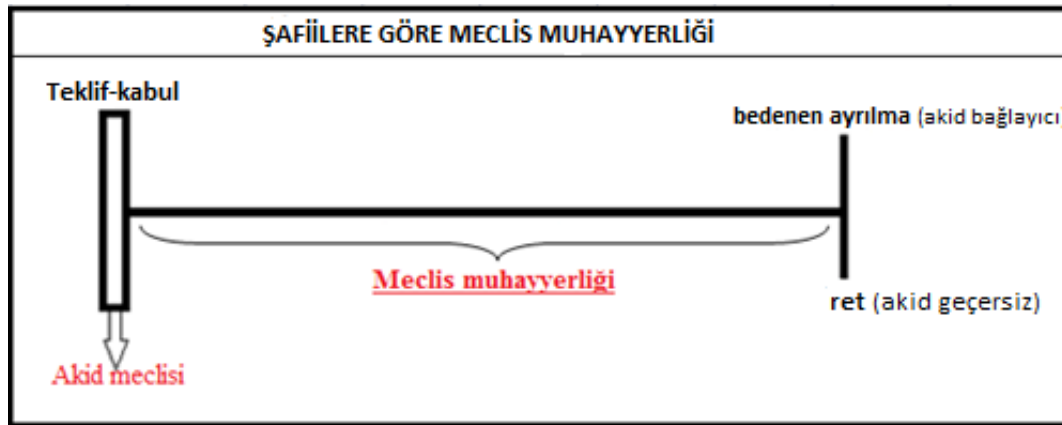 ŞAFİİLERE GÖRE MECLİS MUHAYYERLİĞİ
Teklif-kabul
bedenen ayrılma (akid bağlayıcı
Meclis muhayyerliği
ret (akid geçersiz)
Akid meclisi